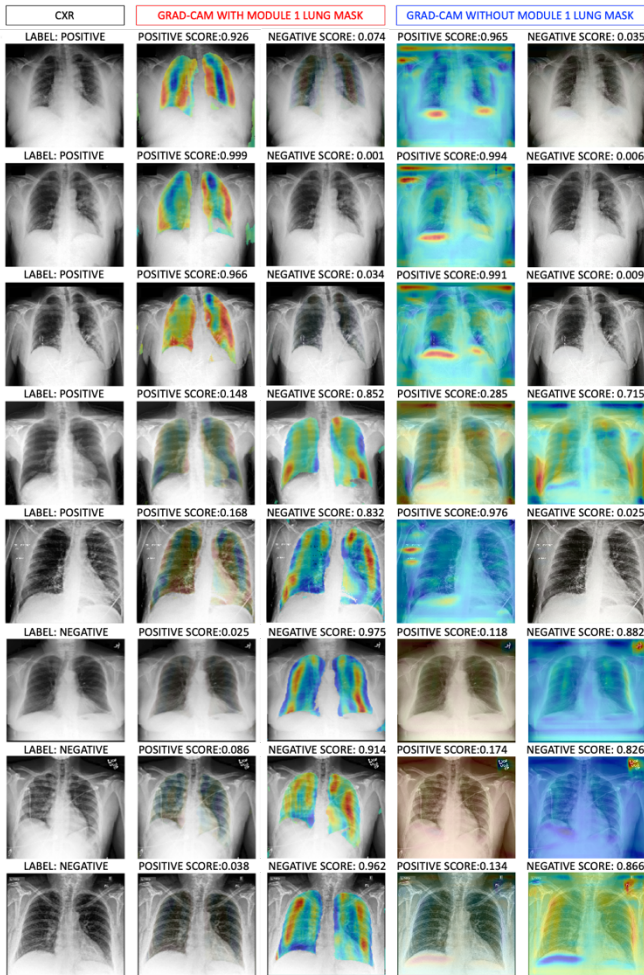 CXR GRAD-CAM WITH MODULE 1 LUNG MASK GRAD-CAM WITHOUT MODULE 1 LUNG MASK
LABEL: POSITIVE POSITIVE SCORE:0.926 NEGATIVE SCORE: 0.074 POSITIVE SCORE:0.965 NEGATIVE SCORE:0.035
LABEL: POSITIVE POSITIVE SCORE:0.999 NEGATIVE SCORE: 0.001 POSITIVE SCORE:0.994 NEGATIVE SCORE: 0.006
LABEL: POSITIVE POSITIVE SCORE:0.966 NEGATIVE SCORE: 0.034 POSITIVE SCORE:0.991 NEGATIVE SCORE:0.009
LABEL: POSITIVE POSITIVE SCORE:0.148 NEGATIVE SCORE: 0.852 POSITIVE SCORE:0.285 NEGATIVE SCORE:0.715
LABEL: POSITIVE POSITIVE SCORE:0.168 NEGATIVE SCORE: 0.832 POSITIVE SCORE:0.976 NEGATIVE SCORE:0.025
LABEL: NEGATIVE POSITIVE SCORE:0.025 NEGATIVE SCORE:0.975 POSITIVE SCORE:0.118 NEGATIVE SCORE: 0.882
LABEL: NEGATIVE POSITIVE SCORE:0.086 NEGATIVE SCORE: 0.914 POSITIVE SCORE:0.174 NEGATIVE SCORE: 0.826
LABEL: NEGATIVE POSITIVE SCORE:0.038 NEGATIVE SCORE: 0.962 POSITIVE SCORE:0.134 NEGATIVE SCORE: 0.866